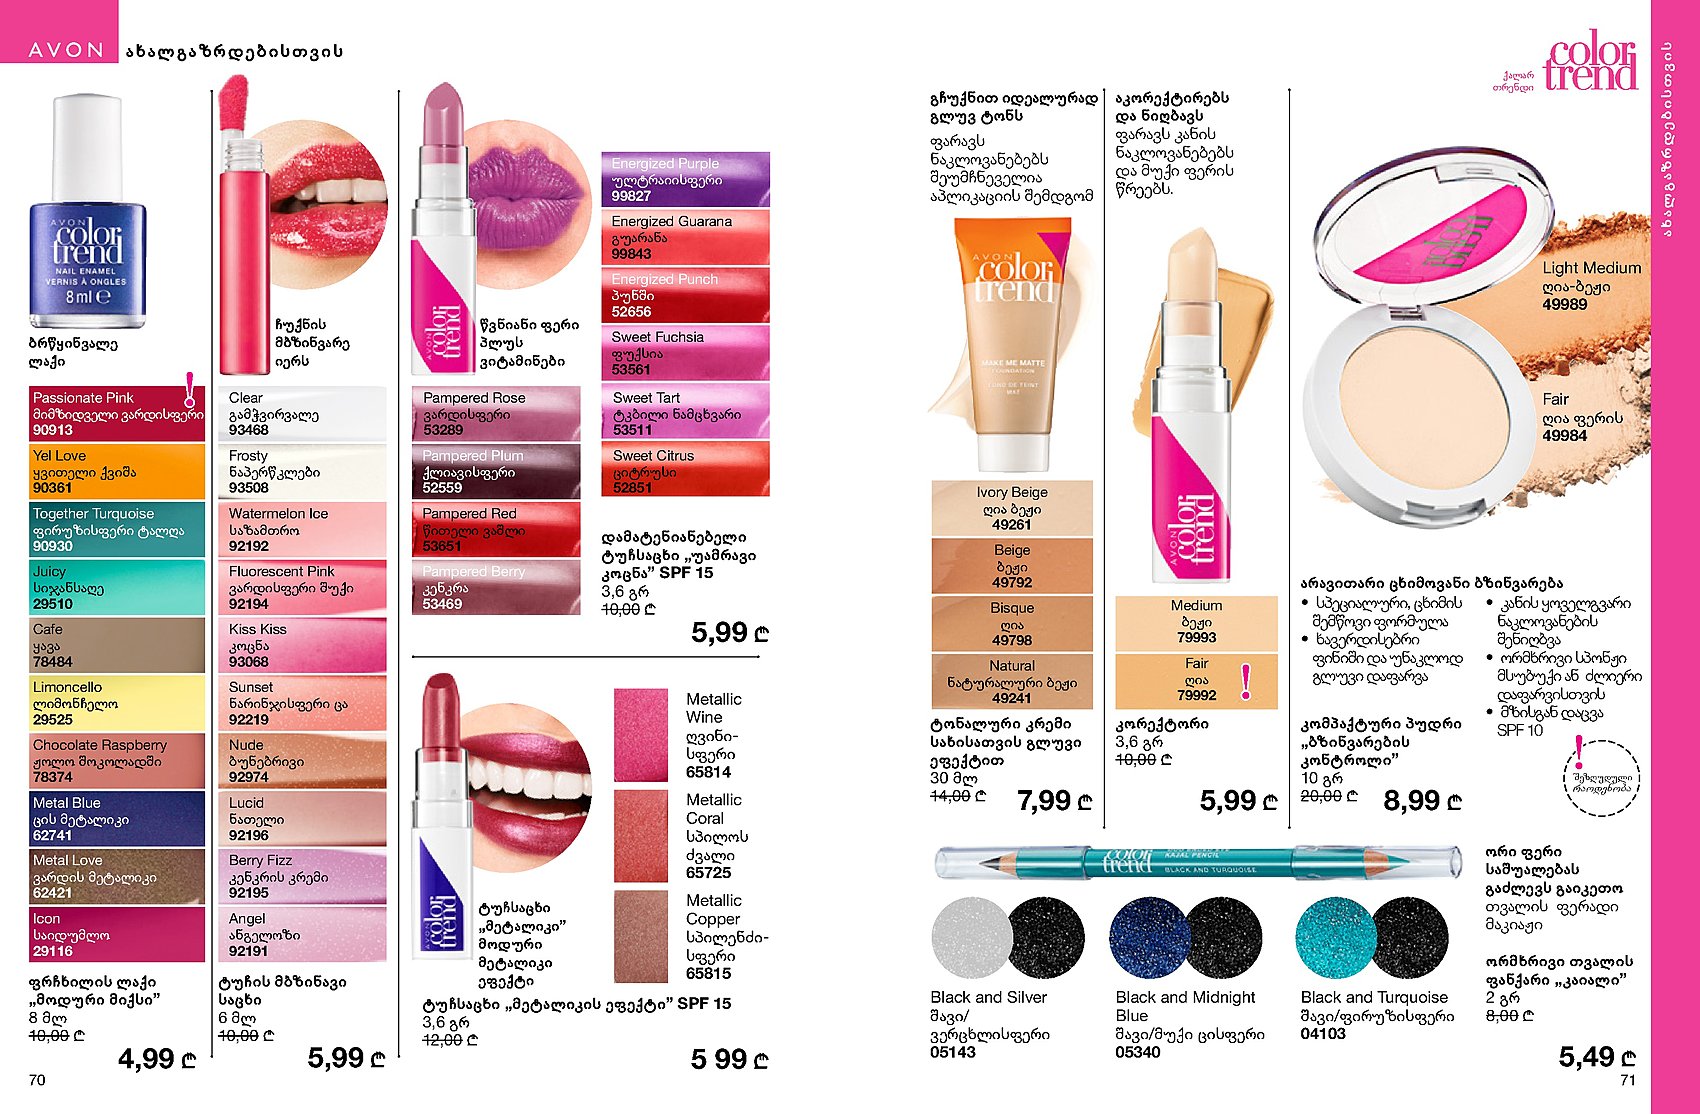 AVON ახალგაზრდებისთვის
AVON
color
trend
NAIL ENAMEL
VERNIS À ONGLES
8 ml e
ბრწყინვალე
ლაქი
Passionate Pink
მიმზიდველი ვარდისფერი
90913
Yel Love
ყვითელი ქვიშა
90361
Together Turquoise
ფირუზისფერი ტალღა
90930
Juicy
სიჯანსაღე
29510
Cafe
ყავა
78484
Limoncello
ლიმონჩელო
29525
Chocolate Raspberry
ჟოლო შოკოლადში
78374
Metal Blue
ცის მეტალიკი
62741
Metal Love
ვარდის მეტალიკი
62421
Icon
საიდუმლო
29116
ფრჩხილის ლაქი
„მოდური მიქსი”
8 მლ
10,00 ₾
4,99 ₾
70
ჩუქნის
მბზინვარე
იერს
Clear
გამჭვირვალე
93468
Frosty
ნაპერწკლები
93508
Watermelon Ice
საზამთრო
92192
Fluorescent Pink
ვარდისფერი შუქი
92194
Kiss Kiss
კოცნა
93068
Sunset
ნარინჯისფერი ცა
92219
Nude
ბუნებრივი
92974
Lucid
ნათელი
92196
Berry Fizz
კენკრის კრემი
92195
Angel
ანგელოზი
92191
ტუჩის მბზინავი
საცხი
6 მლ
10,00 ₾
5,99 ₾
AVON
color
trend
წვნიანი ფერი
პლუს
ვიტამინები
Pampered Rose
ვარდისფერი
53289
Pampered Plum
ქლიავისფერი
52559
Pampered Red
წითელი ვაშლი
53651
Pampered Berry
კენკრა
53469
Energized Purple
ულტრაიისფერი
99827
Energized Guarana
გუარანა
99843
Energized Punch
პუნში
52656
Sweet Fuchsia
ფუქსია
53561
Sweet Tart
ტკბილი ნამცხვარი
53511
Sweet Citrus
ციტრუსი
52851
დამატენიანებელი
ტუჩსაცხი „უამრავი
კოცნა” SPF 15
3,6 გრ
10,00 ₾
5,99 ₾
AVON
color
trend
ტუჩსაცხი
„მეტალიკი”
მოდური
მეტალიკი
ეფექტი
Metallic
Wine
ღვინი-
სფერი
65814
Metallic
Coral
სპილოს
ძვალი
65725
Metallic
Copper
სპილენძი-
სფერი
65815
ტუჩსაცხი „მეტალიკის ეფექტი” SPF 15
3,6 გრ
12,00 ₾
5 99 ₾
color
trend
ქალარ
თრენდი
ახალგაზრდებისთვის
გჩუქნით იდეალურად
გლუვ ტონს
ფარავს
ნაკლოვანებებს
შეუმჩნეველია
აპლიკაციის შემდგომ
AVON
color
trend
MAKE ME MATTE
FOUNDATION
FOND DE TEINT
MAT
Ivory Beige
ღია ბეჟი
49261
Beige
ბეჟი
49792
Bisque
ღია
49798
Natural
ნატურალური ბეჟი
49241
ტონალური კრემი
სახისათვის გლუვი
ეფექტით
30 მლ
14,00 ₾
7,99 ₾
აკორექტირებს
და ნიღბავს
ფარავს კანის
ნაკლოვანებებს
და მუქი ფერის
წრეებს.
AVON
color
trend
Medium
ბეჟი
79993
Fair
ღია
79992
კორექტორი
3,6 გრ
10,00 ₾
5,99 ₾
Light Medium
ღია-ბეჟი
49989
Fair
ღია ფერის
49984
არავითარი ცხიმოვანი ბზინვარება
• სპეციალური, ცხიმის
შემწოვი ფორმულა
• ხავერდისებრი
ფინიში და უნაკლოდ
გლუვი დაფარვა
• კანის ყოველგვარი
ნაკლოვანების
შენიღბვა
• ორმხრივი სპონჟი
მსუბუქი ან ძლიერი
დაფარვისთვის
• მზისგან დაცვა
SPF 10
კომპაქტური პუდრი
„ბზინვარების
კონტროლი”
10 გრ
20,00 ₾
8,99 ₾
შეზღუდული
რაოდენობა
color
trend
KAJAL PENCIL
BLACK AND TURQUOISE
Black and Silver
შავი/
ვერცხლისფერი
05143
Black and Midnight
Blue
შავი/მუქი ცისფერი
05340
Black and Turquoise
შავი/ფირუზისფერი
04103
ორი ფერი
საშუალებას
გაძლევს გაიკეთო
თვალის ფერადი
მაკიაჟი
ორმხრივი თვალის
ფანქარი „კაიალი”
2 გრ
8,00 ₾
5,49 ₾
71